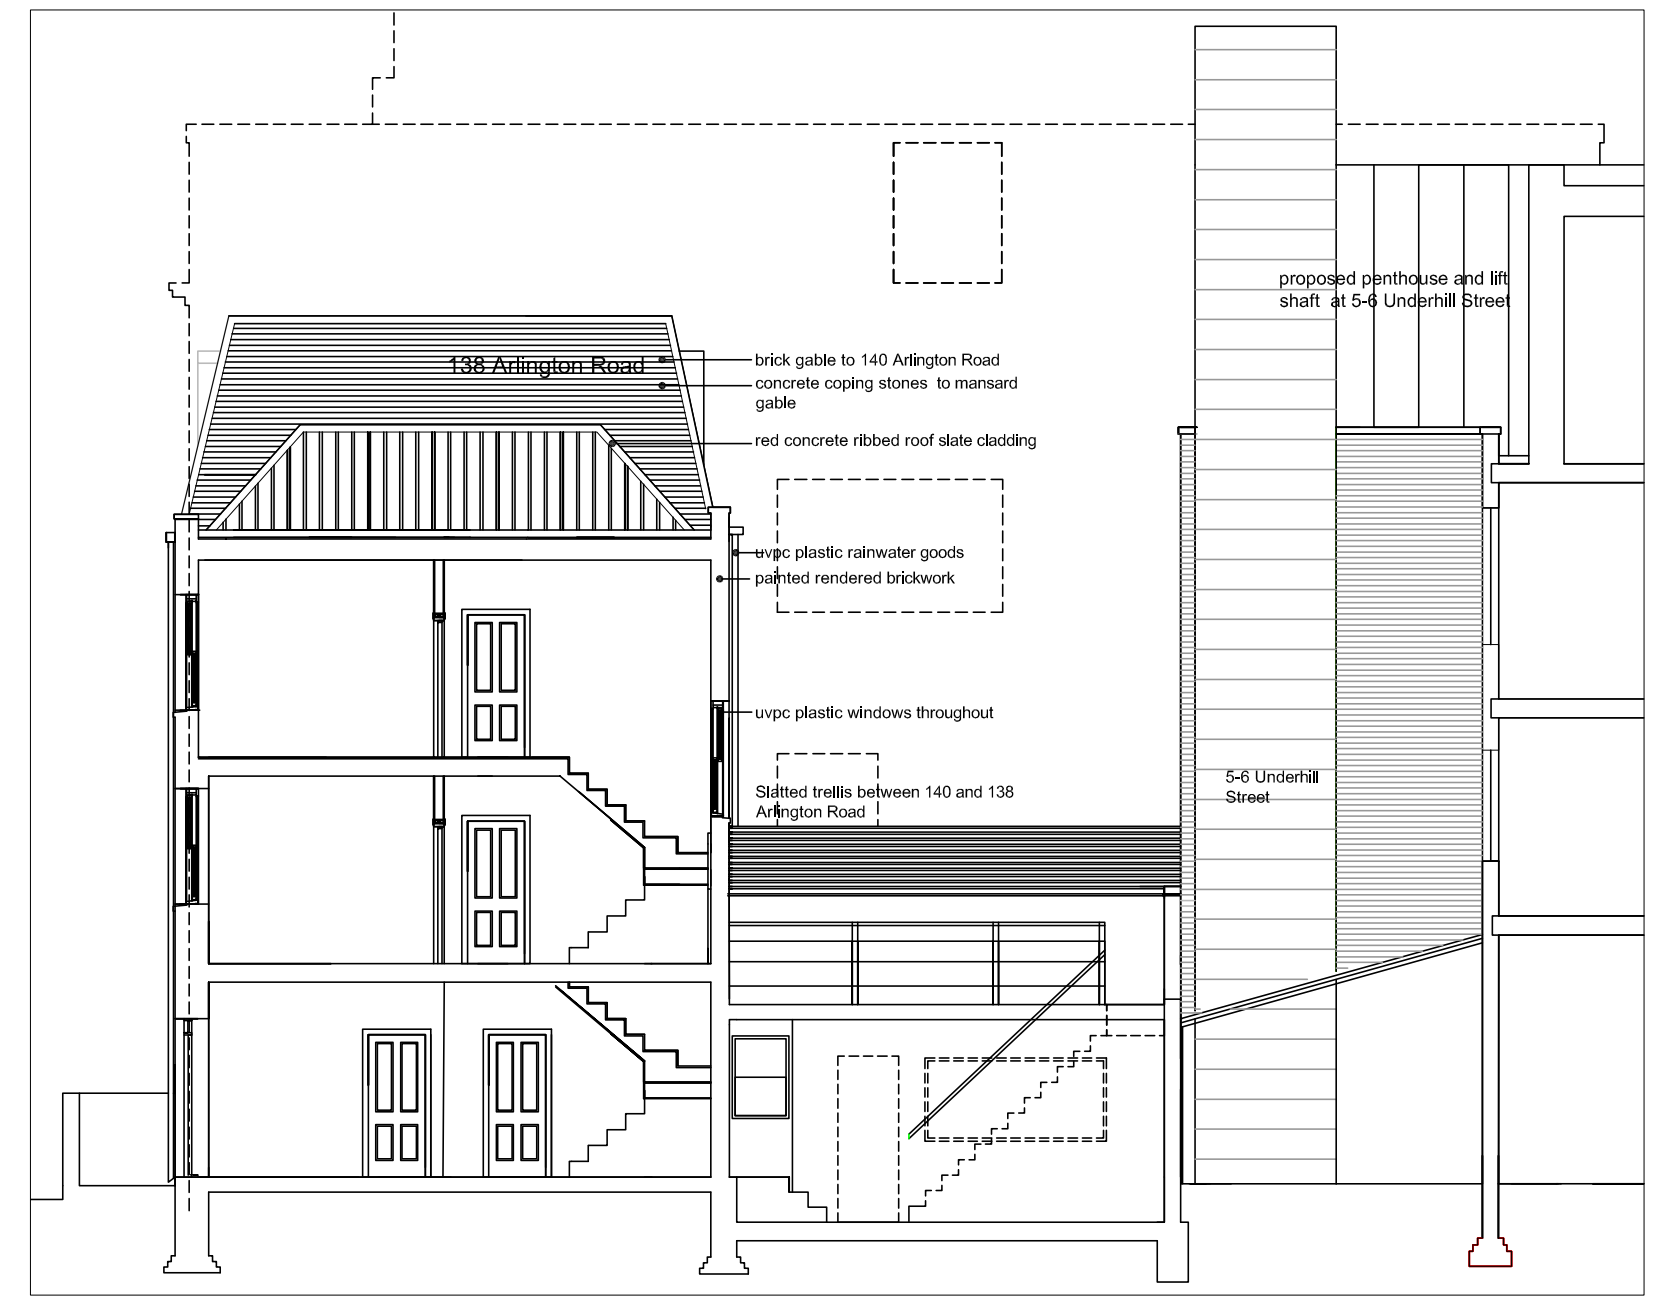 proposed penthouse and lift
shaft at 5-6 Underhill Street
138 Arlington Road
brick gable to 140 Arlington Road
concrete coping stones to mansard
gable
red concrete ribbed roof slate cladding
uvpc plastic rainwater goods
painted rendered brickwork
uvpc plastic windows throughout
Slatted trellis between 140 and 138
Arlington Road
5-6 Underhill
Street